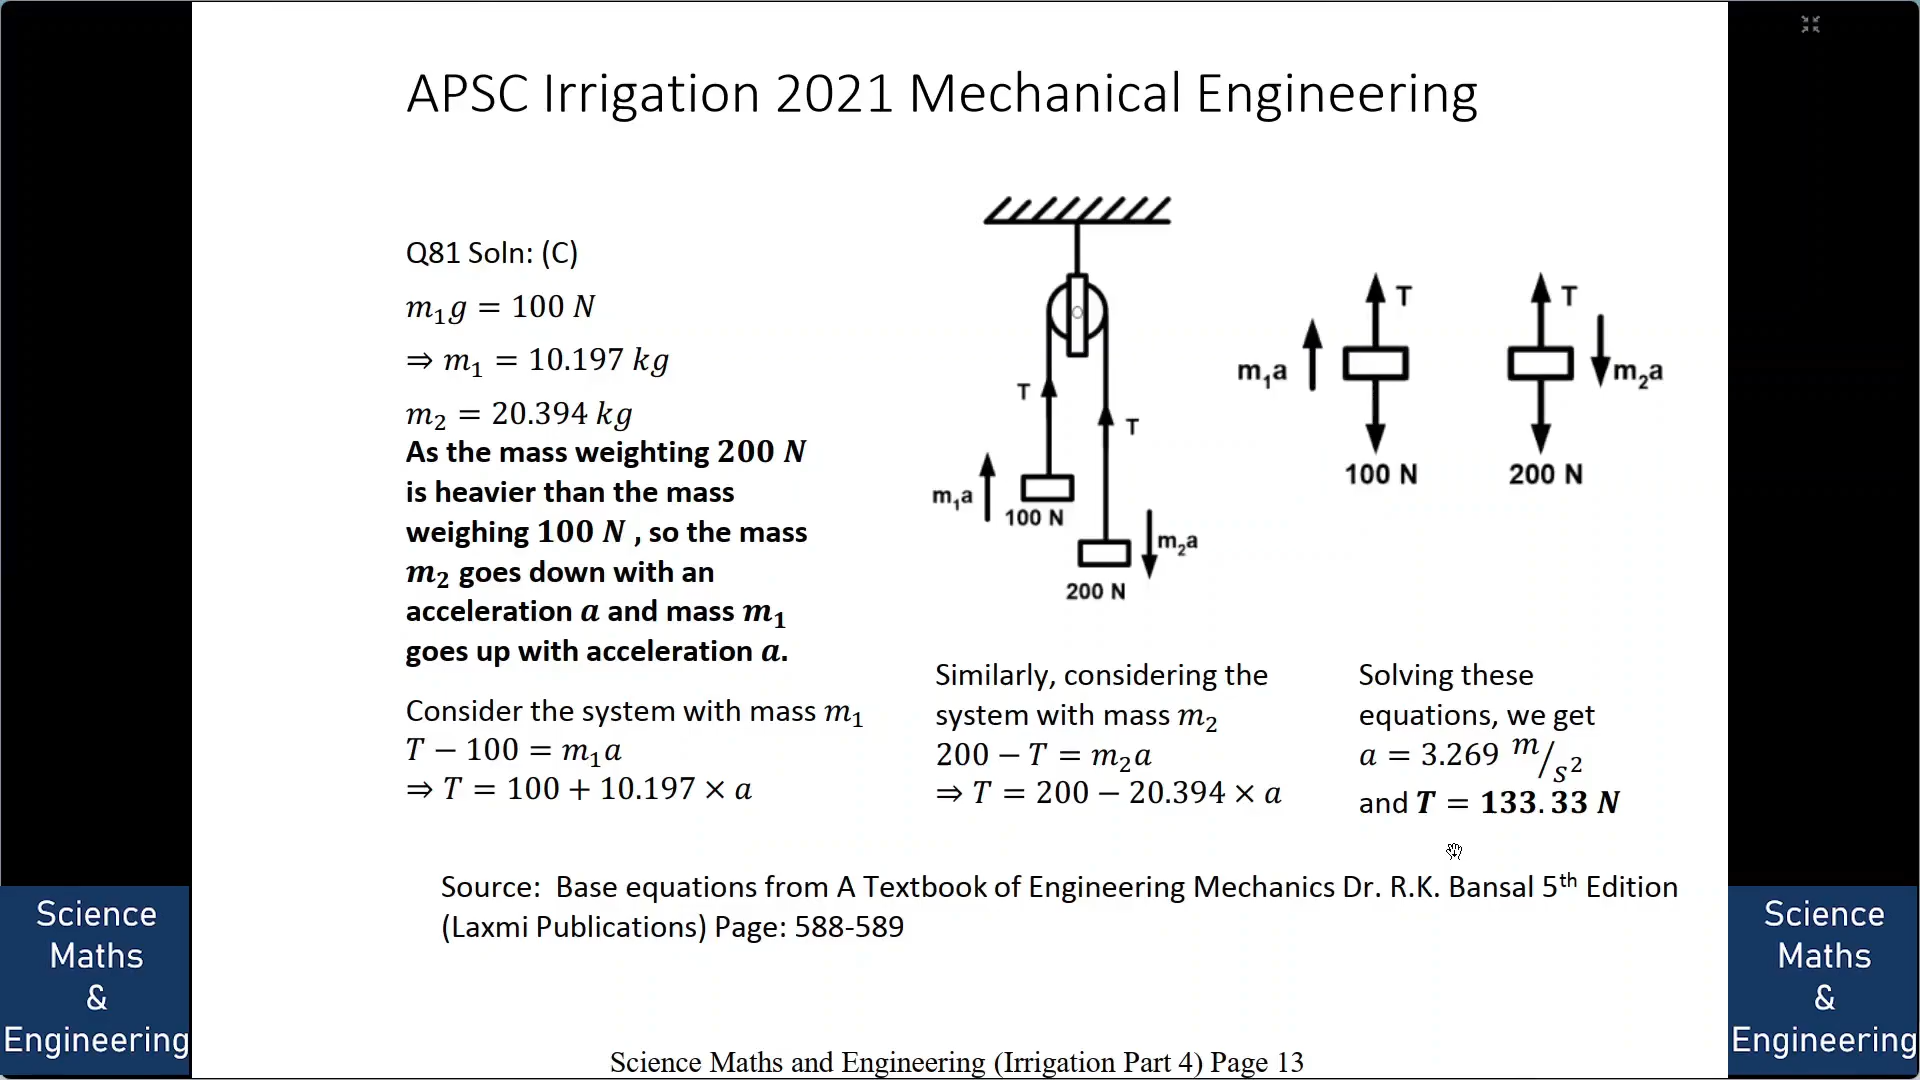 APSC Irrigation 2021 Mechanical Engineering
Q81 Soln: (C)
m₁g = 100 N
⇒ m₁ = 10.197 kg
m₂ = 20.394 kg
As the mass weighting 200 N
is heavier than the mass
weighing 100 N , so the mass
m₂ goes down with an
acceleration a and mass m₁
goes up with acceleration a.
Consider the system with mass m₁
T − 100 = m₁a
⇒ T = 100 + 10.197 × a
T
T
m₁a
100 N
m₂a
200 N
T
m₁a
100 N
T
m₂a
200 N
Similarly, considering the
system with mass m₂
200 − T = m₂a
⇒ T = 200 − 20.394 × a
Solving these
equations, we get
a = 3.269 m/s²
and T = 133.33 N
Source: Base equations from A Textbook of Engineering Mechanics Dr. R.K. Bansal 5th Edition
(Laxmi Publications) Page: 588-589
Science
Maths
&
Engineering
Science
Maths
&
Engineering
Science Maths and Engineering (Irrigation Part 4) Page 13